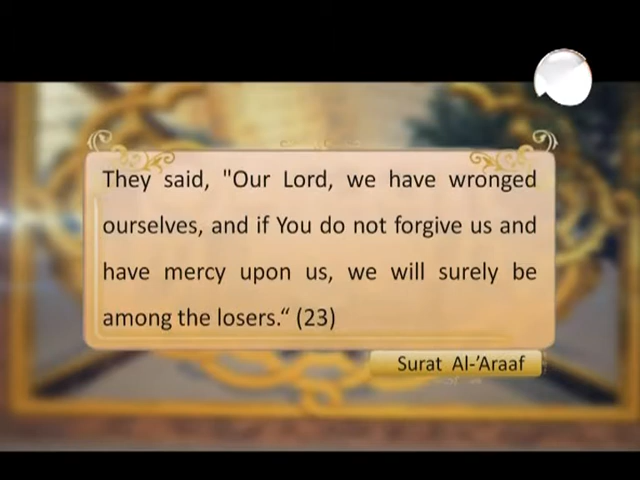 They said, "Our Lord, we have wronged
ourselves, and if You do not forgive us and
have mercy upon us, we will surely be
among the losers.“ (23)
Surat Al-’Araaf